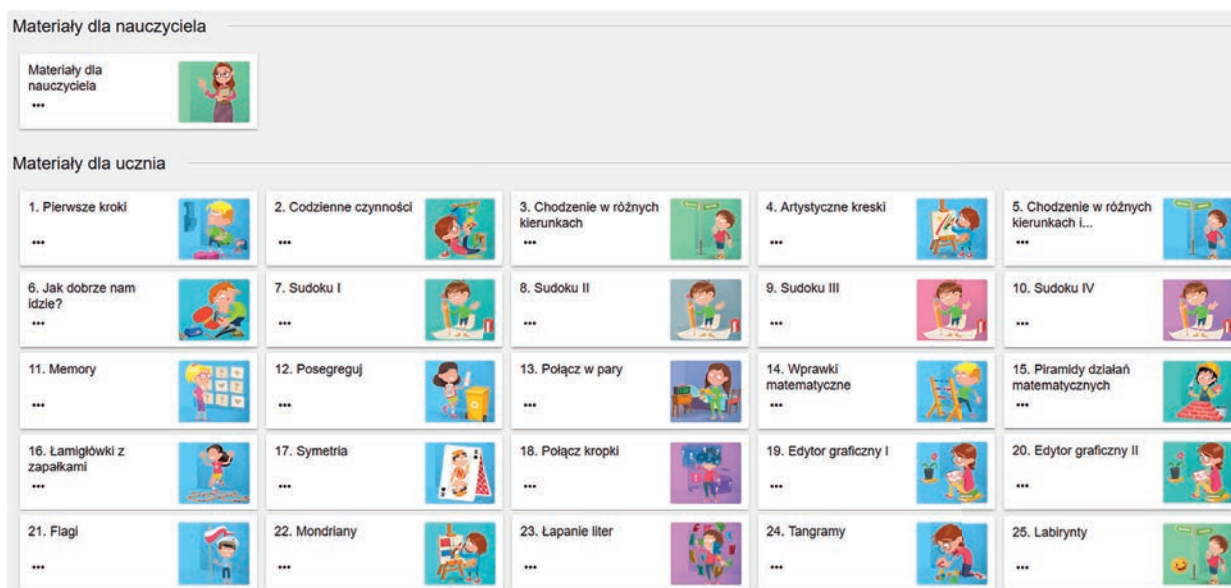 Materiały dla nauczyciela
Materiały dla
nauczyciela
...
Materiały dla ucznia
1. Pierwsze kroki
...
2. Codzienne czynności
...
3. Chodzenie w różnych
kierunkach
...
4. Artystyczne kreski
...
5. Chodzenie w różnych
kierunkach i...
...
6. Jak dobrze nam
idzie?
...
7. Sudoku I
...
8. Sudoku II
...
9. Sudoku III
...
10. Sudoku IV
...
11. Memory
...
12. Posegreguj
...
13. Połącz w pary
...
14. Wprawki
matematyczne
...
15. Piramidy działań
matematycznych
...
16. Łamigłówki z
zapałkami
...
17. Symetria
...
18. Połącz kropki
...
19. Edytor graficzny I
...
20. Edytor graficzny II
...
21. Flagi
...
22. Mondriany
...
23. Łapanie liter
...
24. Tangramy
...
25. Labirynty
...